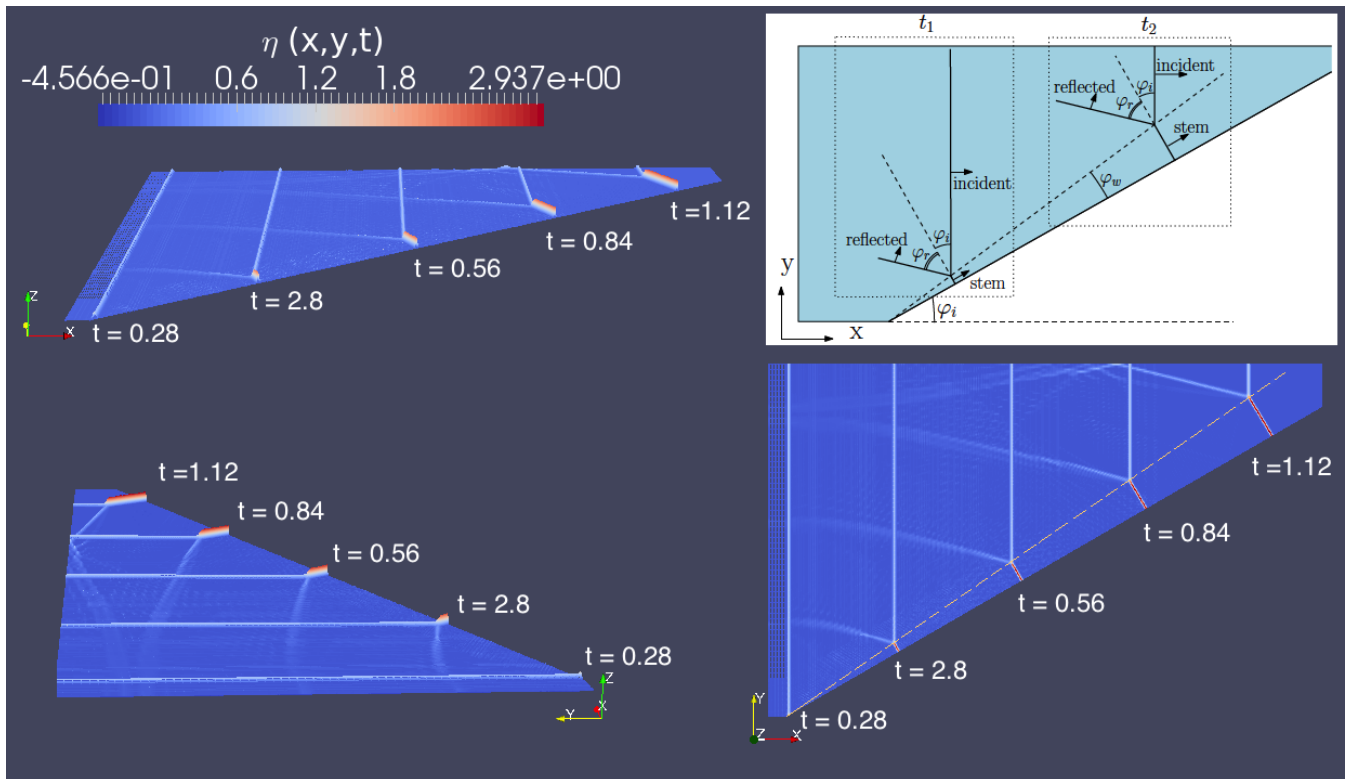 η (x,y,t)
-4.566e-01 0.6 1.2 1.8 2.937e+00
t =1.12
t = 0.84
t = 0.56
t = 2.8
t = 0.28
Z
X
t₁ t₂
incident
φᵢ
reflected
φᵣ
stem
φ_w
incident
reflected
φᵢ
φᵣ
stem
φᵢ
y
x
t =1.12
t = 0.84
t = 0.56
t = 2.8
t = 0.28
Z
X
Y
t =1.12
t = 0.84
t = 0.56
t = 2.8
t = 0.28
Y
Z
X